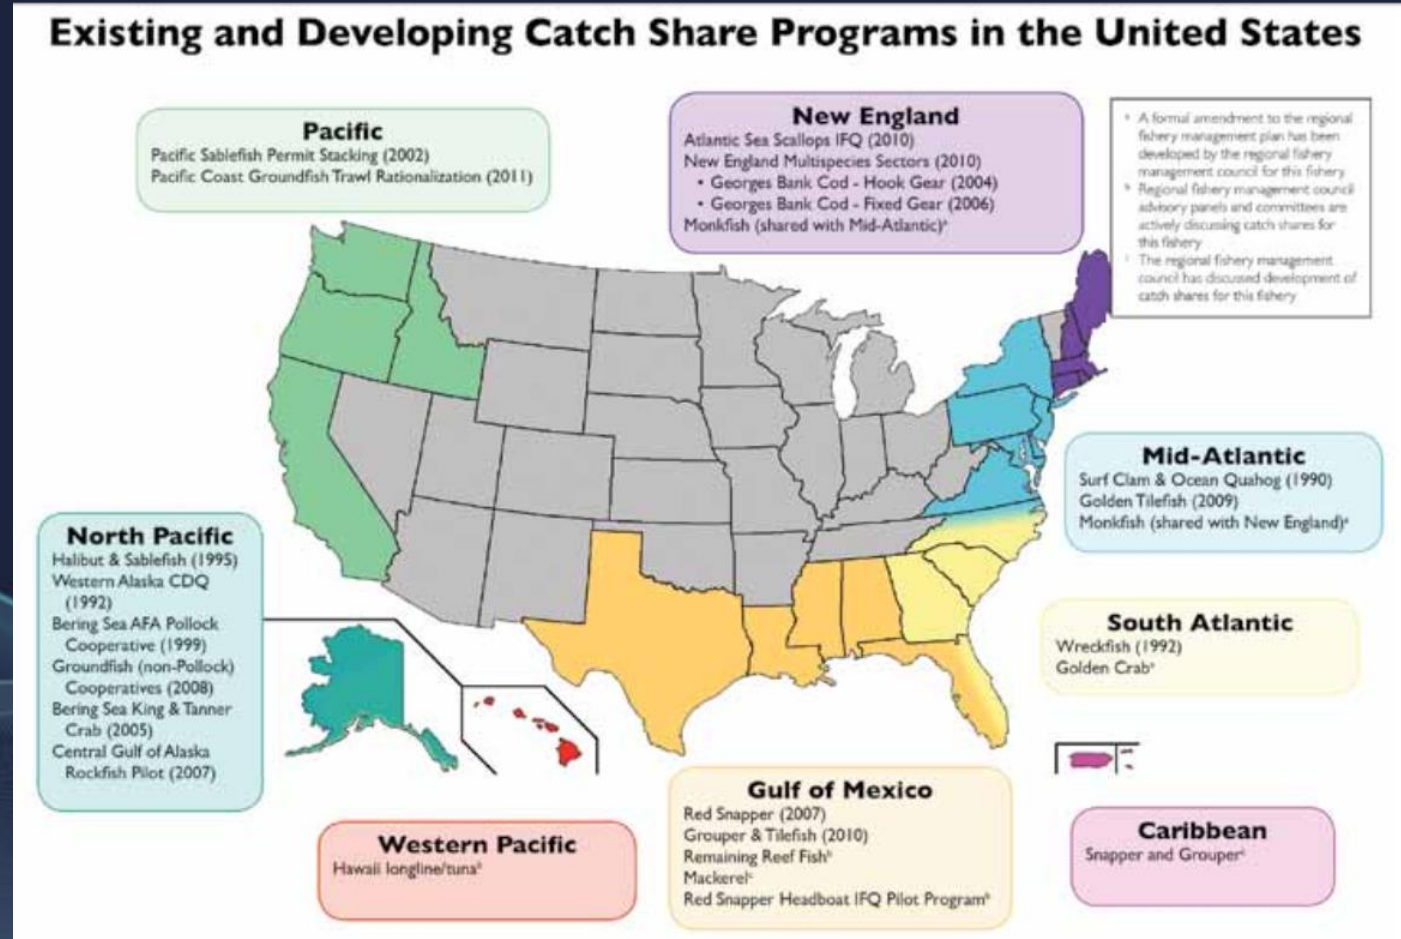 Existing and Developing Catch Share Programs in the United States
Pacific
Pacific Sablefish Permit Stacking (2002)
Pacific Coast Groundfish Trawl Rationalization (2011)
New England
Atlantic Sea Scallops IFQ (2010)
New England Multispecies Sectors (2010)
• Georges Bank Cod - Hook Gear (2004)
• Georges Bank Cod - Fixed Gear (2006)
Monkfish (shared with Mid-Atlantic)
A formal amendment to the regional
fishery management plan has been
developed by the regional fishery
management council for this fishery
Regional fishery management council
advisory panels and committees are
actively discussing catch shares for
this fishery
The regional fishery management
council has discussed development of
catch shares for this fishery
Mid-Atlantic
Surf Clam & Ocean Quahog (1990)
Golden Tilefish (2009)
Monkfish (shared with New England)
North Pacific
Halibut & Sablefish (1995)
Western Alaska CDQ
(1992)
Bering Sea AFA Pollock
Cooperative (1999)
Groundfish (non-Pollock)
Cooperatives (2008)
Bering Sea King & Tanner
Crab (2005)
Central Gulf of Alaska
Rockfish Pilot (2007)
South Atlantic
Wreckfish (1992)
Golden Crab
Western Pacific
Hawaii longline/tuna
Gulf of Mexico
Red Snapper (2007)
Grouper & Tilefish (2010)
Remaining Reef Fish
Mackerel
Red Snapper Headboat IFQ Pilot Program
Caribbean
Snapper and Grouper